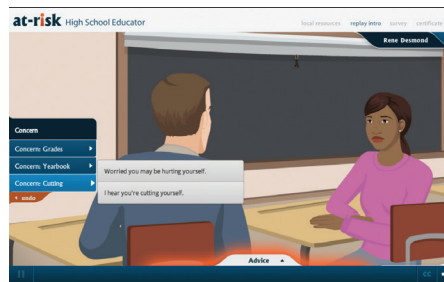 at-risk High School Educator
local resources replay intro survey certificate
Rene Desmond
Concern
Concern: Grades
Concern: Yearbook
Concern: Cutting
undo
Worried you may be hurting yourself.
I hear you're cutting yourself.
Advice
CC